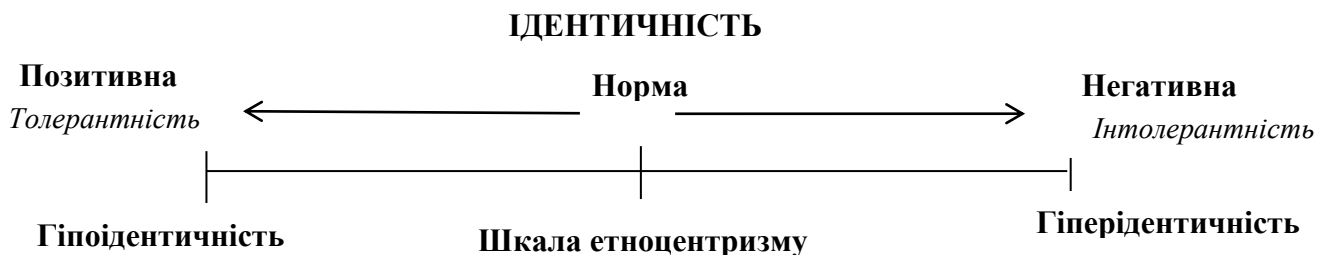 ІДЕНТИЧНІСТЬ
Позитивна Норма Негативна
Толерантність Інтолерантність
Гіпоідентичність Шкала етноцентризму Гіперідентичність